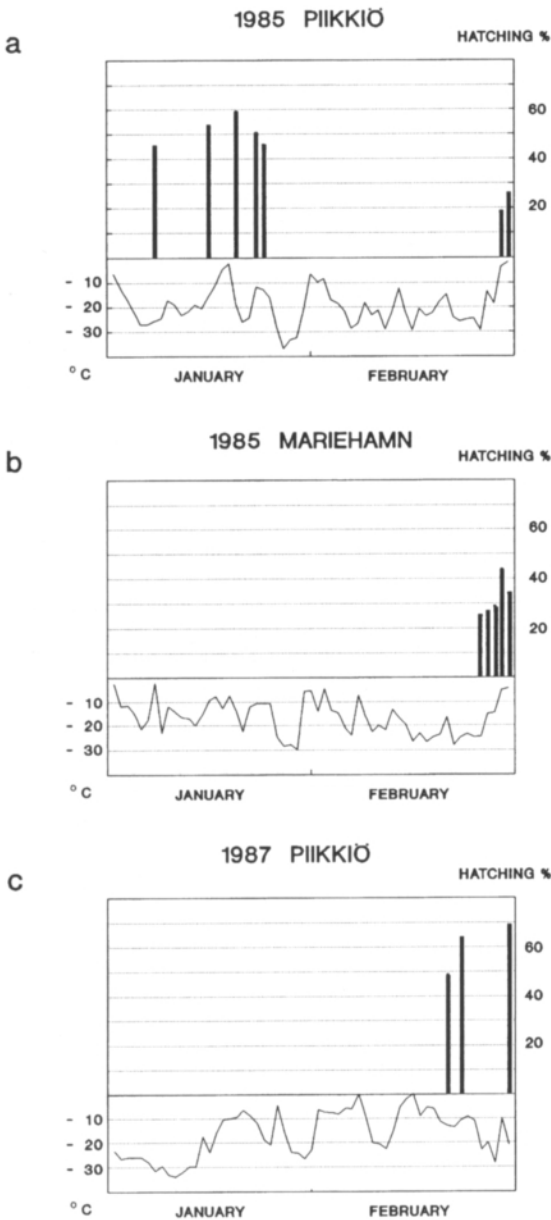 1985 PIIKKIÖ
a
HATCHING %
60
40
20
- 10
- 20
- 30
° C
JANUARY FEBRUARY
1985 MARIEHAMN
b
HATCHING %
60
40
20
- 10
- 20
- 30
° C
JANUARY FEBRUARY
1987 PIIKKIÖ
c
HATCHING %
60
40
20
- 10
- 20
- 30
° C
JANUARY FEBRUARY